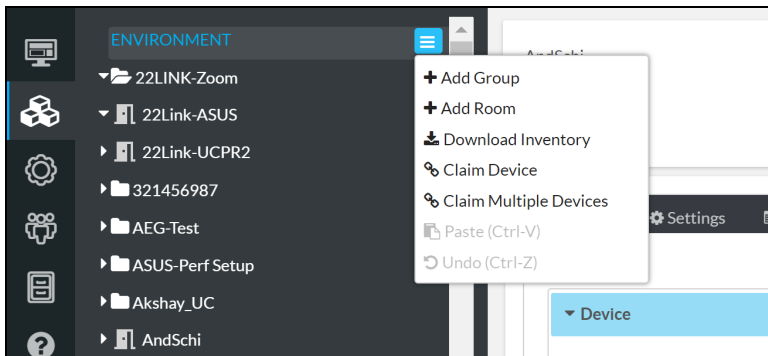 ENVIRONMENT
22LINK-Zoom
22Link-ASUS
22Link-UCPR2
321456987
AEG-Test
ASUS-Perf Setup
Akshay_UC
AndSchi
AndSchi
Add Group
Add Room
Download Inventory
Claim Device
Claim Multiple Devices
Paste (Ctrl-V)
Undo (Ctrl-Z)
Settings
Device